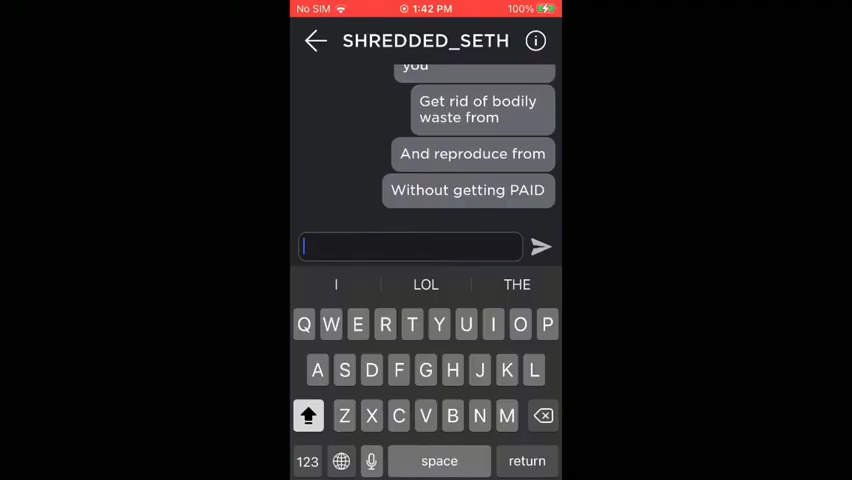 No SIM 1:42 PM 100%
SHREDDED_SETH
you
Get rid of bodily
waste from
And reproduce from
Without getting PAID
I LOL THE
Q W E R T Y U I O P
A S D F G H J K L
Z X C V B N M
123 space return